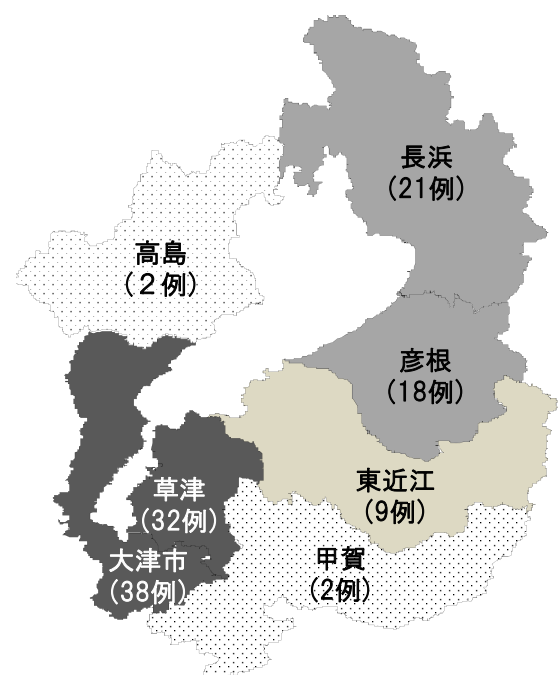 長浜
(21例)
高島
(２例)
彦根
(18例)
東近江
(9例)
草津
(32例)
大津市
(38例)
甲賀
(2例)